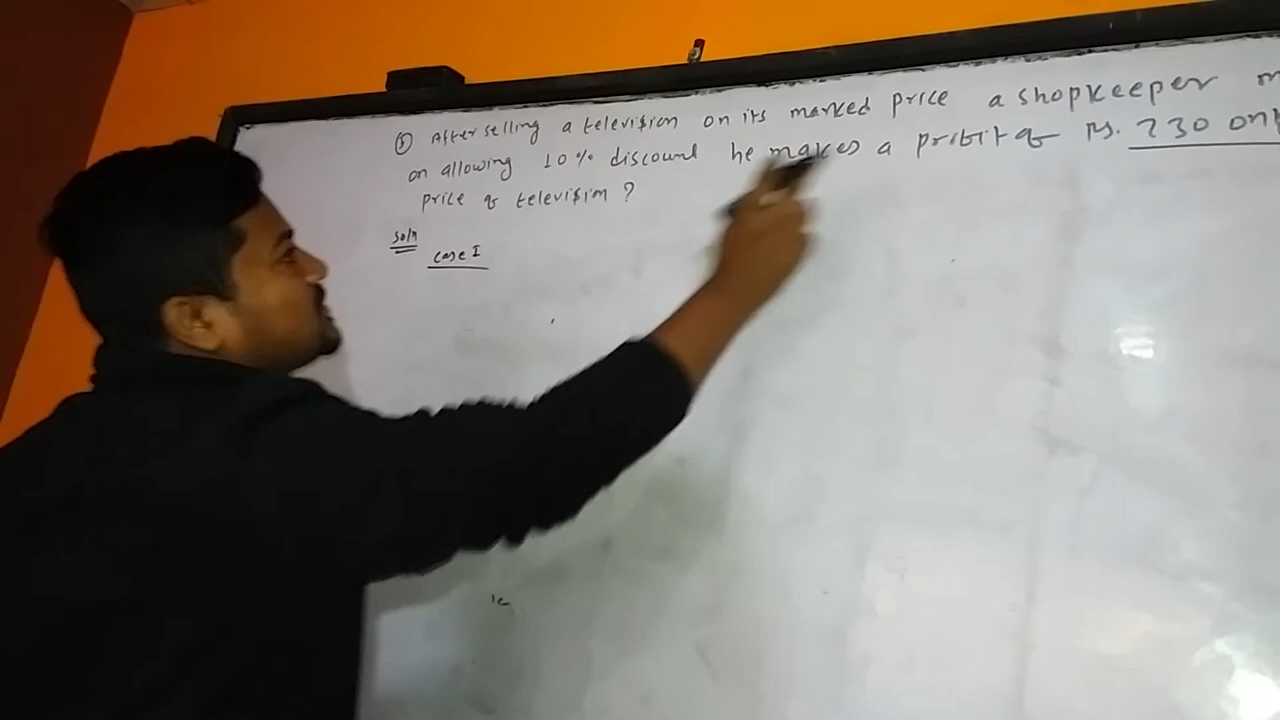 ⑤ After selling a television on its marked price a shopkeeper m
on allowing 10% discount he makes a profit of Rs. 230 only
price of television ?
Soln
case I